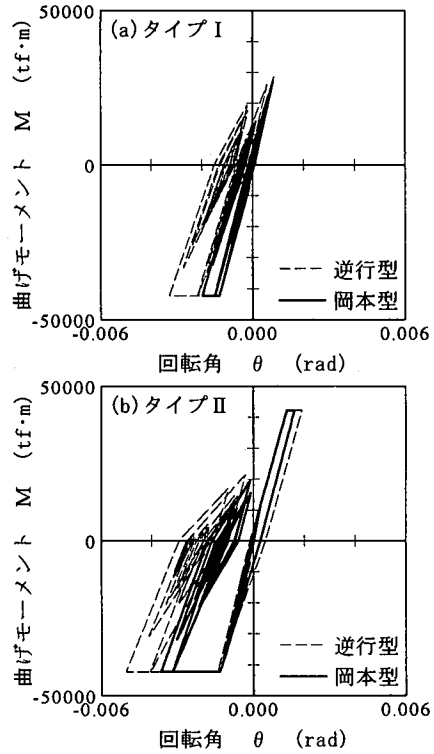 50000
(a)タイプⅠ
0
曲げモーメント M (tf·m)
逆行型
岡本型
-50000
-0.006 0.000 0.006
回転角 θ (rad)
50000
(b)タイプⅡ
0
曲げモーメント M (tf·m)
逆行型
岡本型
-50000
-0.006 0.000 0.006
回転角 θ (rad)